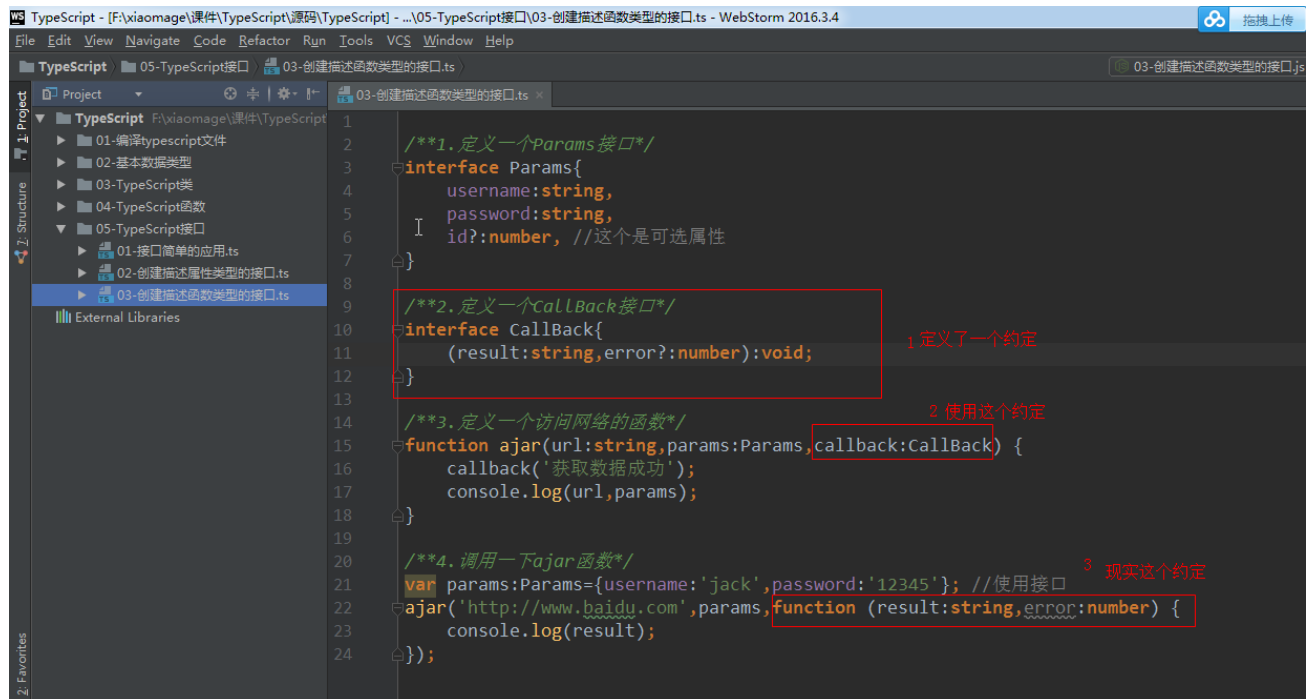 TypeScript - [F:\xiaomage\课件\TypeScript\源码\TypeScript] - ...\05-TypeScript接口\03-创建描述函数类型的接口.ts - WebStorm 2016.3.4
拖拽上传
File Edit View Navigate Code Refactor Run Tools VCS Window Help
TypeScript 05-TypeScript接口 03-创建描述函数类型的接口.ts
03-创建描述函数类型的接口.js
Project
03-创建描述函数类型的接口.ts
1: Project
7: Structure
2: Favorites
TypeScript F:\xiaomage\课件\TypeScript
01-编译typescript文件
02-基本数据类型
03-TypeScript类
04-TypeScript函数
05-TypeScript接口
01-接口简单的应用.ts
02-创建描述属性类型的接口.ts
03-创建描述函数类型的接口.ts
External Libraries
1
2 /**1.定义一个Params接口*/
3 interface Params{
4 username:string,
5 password:string,
6 id?:number, //这个是可选属性
7 }
8
9 /**2.定义一个CallBack接口*/
10 interface CallBack{
11 (result:string,error?:number):void;
12 }
13
14 /**3.定义一个访问网络的函数*/
15 function ajar(url:string,params:Params,callback:CallBack) {
16 callback('获取数据成功');
17 console.log(url,params);
18 }
19
20 /**4.调用一下ajar函数*/
21 var params:Params={username:'jack',password:'12345'}; //使用接口
22 ajar('http://www.baidu.com',params,function (result:string,error:number) {
23 console.log(result);
24 });
1 定义了一个约定
2 使用这个约定
3 现实这个约定